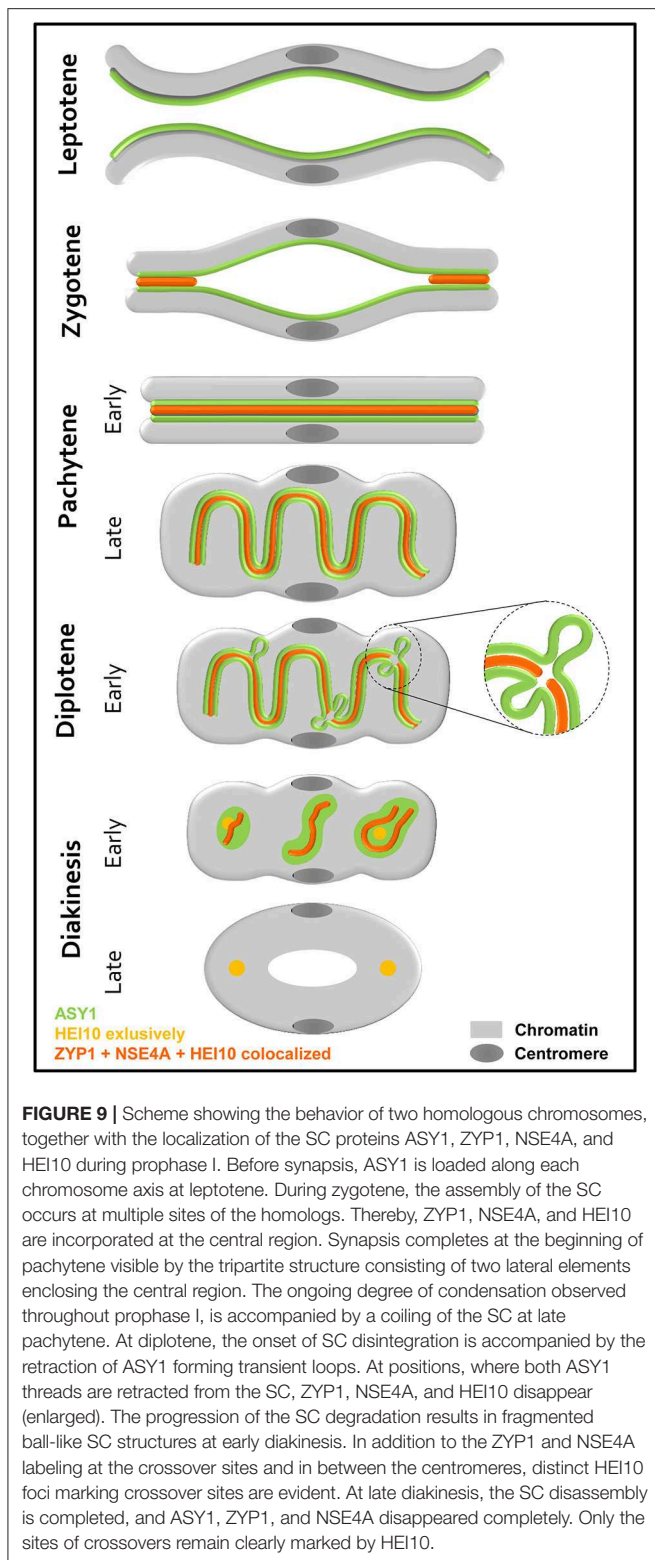 Leptotene
Zygotene
Pachytene
Early
Late
Diplotene
Early
Diakinesis
Early
Late
ASY1
HEI10 exlusively
ZYP1 + NSE4A + HEI10 colocalized
Chromatin
Centromere
FIGURE 9 | Scheme showing the behavior of two homologous chromosomes,
together with the localization of the SC proteins ASY1, ZYP1, NSE4A, and
HEI10 during prophase I. Before synapsis, ASY1 is loaded along each
chromosome axis at leptotene. During zygotene, the assembly of the SC
occurs at multiple sites of the homologs. Thereby, ZYP1, NSE4A, and HEI10
are incorporated at the central region. Synapsis completes at the beginning of
pachytene visible by the tripartite structure consisting of two lateral elements
enclosing the central region. The ongoing degree of condensation observed
throughout prophase I, is accompanied by a coiling of the SC at late
pachytene. At diplotene, the onset of SC disintegration is accompanied by the
retraction of ASY1 forming transient loops. At positions, where both ASY1
threads are retracted from the SC, ZYP1, NSE4A, and HEI10 disappear
(enlarged). The progression of the SC degradation results in fragmented
ball-like SC structures at early diakinesis. In addition to the ZYP1 and NSE4A
labeling at the crossover sites and in between the centromeres, distinct HEI10
foci marking crossover sites are evident. At late diakinesis, the SC disassembly
is completed, and ASY1, ZYP1, and NSE4A disappeared completely. Only the
sites of crossovers remain clearly marked by HEI10.